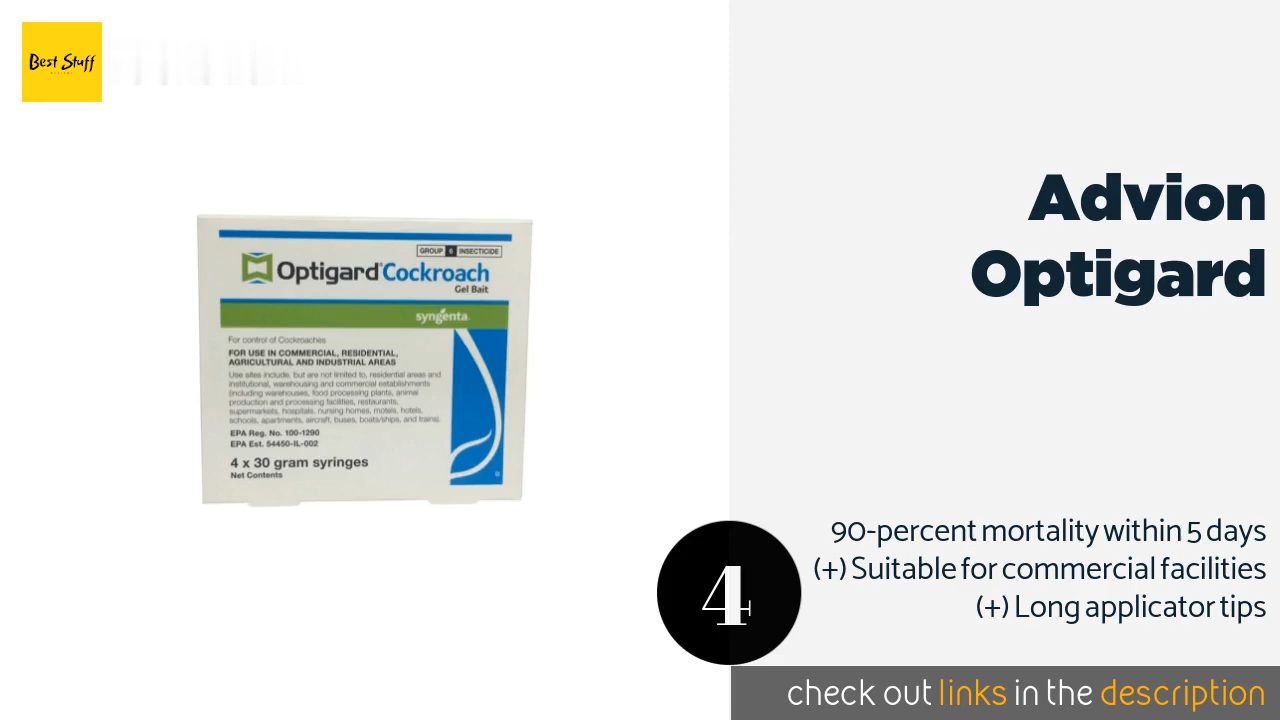 Best Stuff
GROUP 6 INSECTICIDE
Optigard® Cockroach
Gel Bait
syngenta.
For control of Cockroaches
FOR USE IN COMMERCIAL, RESIDENTIAL,
AGRICULTURAL AND INDUSTRIAL AREAS
Use sites include, but are not limited to, residential areas and
institutional, warehousing and commercial establishments
(including warehouses, food processing plants, animal
production and processing facilities, restaurants,
supermarkets, hospitals, nursing homes, motels, hotels,
schools, apartments, aircraft, buses, boats/ships, and trains).
EPA Reg. No. 100-1290
EPA Est. 54450-IL-002
4 x 30 gram syringes
Net Contents
Advion
Optigard
4
90-percent mortality within 5 days
(+) Suitable for commercial facilities
(+) Long applicator tips
check out links in the description